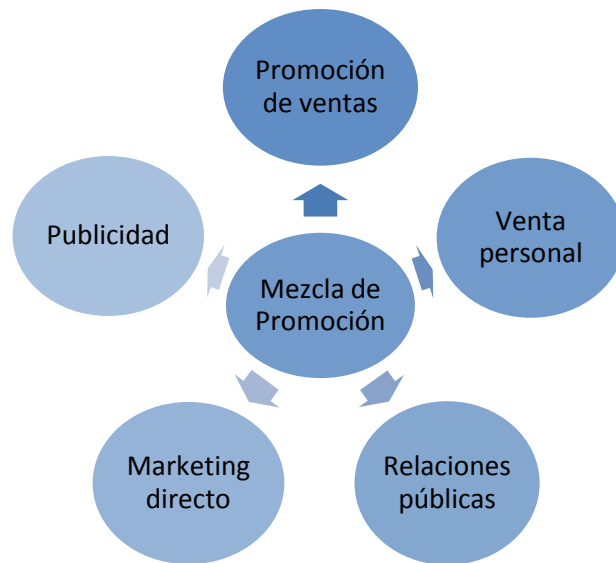 Promoción
de ventas
Publicidad
Venta
personal
Mezcla de
Promoción
Marketing
directo
Relaciones
públicas